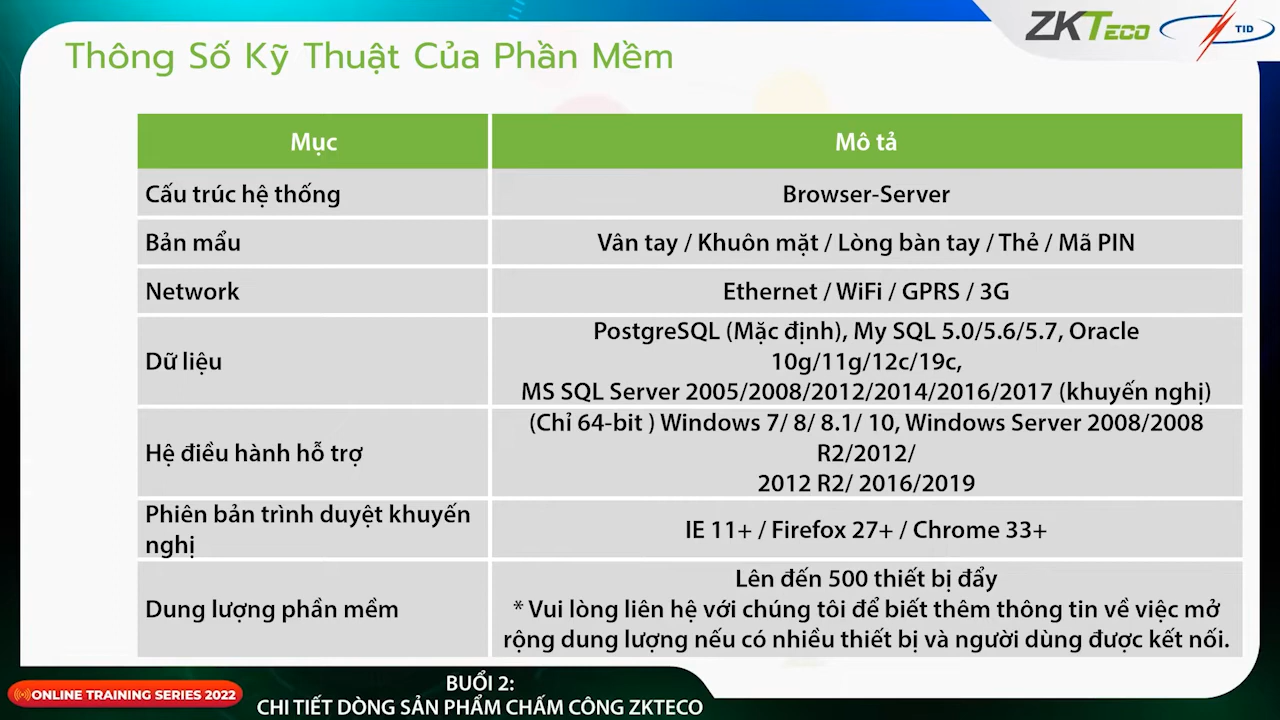 ZKTECO
TID
Thông Số Kỹ Thuật Của Phần Mềm
Mục
Mô tả
Cấu trúc hệ thống
Browser-Server
Bản mẩu
Vân tay / Khuôn mặt / Lòng bàn tay / Thẻ / Mã PIN
Network
Ethernet / WiFi / GPRS / 3G
Dữ liệu
PostgreSQL (Mặc định), My SQL 5.0/5.6/5.7, Oracle
10g/11g/12c/19c,
MS SQL Server 2005/2008/2012/2014/2016/2017 (khuyến nghị)
Hệ điều hành hỗ trợ
(Chỉ 64-bit ) Windows 7/ 8/ 8.1/ 10, Windows Server 2008/2008
R2/2012/
2012 R2/ 2016/2019
Phiên bản trình duyệt khuyến
nghị
IE 11+ / Firefox 27+ / Chrome 33+
Dung lượng phần mềm
Lên đến 500 thiết bị đẩy
* Vui lòng liên hệ với chúng tôi để biết thêm thông tin về việc mở
rộng dung lượng nếu có nhiều thiết bị và người dùng được kết nối.
ONLINE TRAINING SERIES 2022
BUỔI 2:
CHI TIẾT DÒNG SẢN PHẨM CHẤM CÔNG ZKTECO